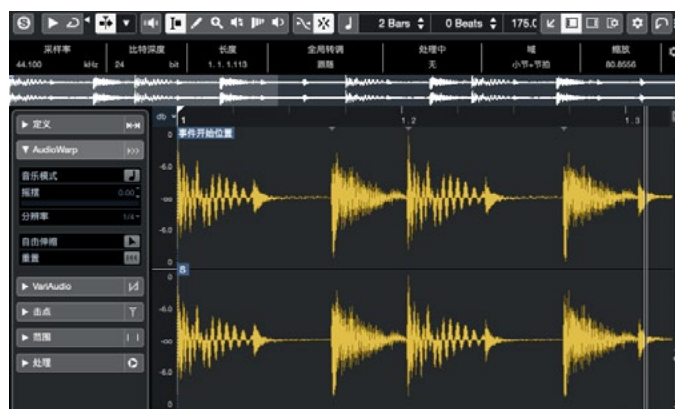 2 Bars 0 Beats 175.0
采样率 比特深度 长度 全局转调 处理中 域 缩放
44.100 kHz 24 bit 1. 1. 1.113 跟随 无 小节+节拍 80.8556
定义
AudioWarp
音乐模式
摇摆 0.00
分辨率 1/4
自由伸缩
重置
VariAudio
击点
范围
处理
db 1 1.2 1.3
0 事件开始位置
-6.0
-∞
-6.0
0
S
0
-6.0
-∞
-6.0
0